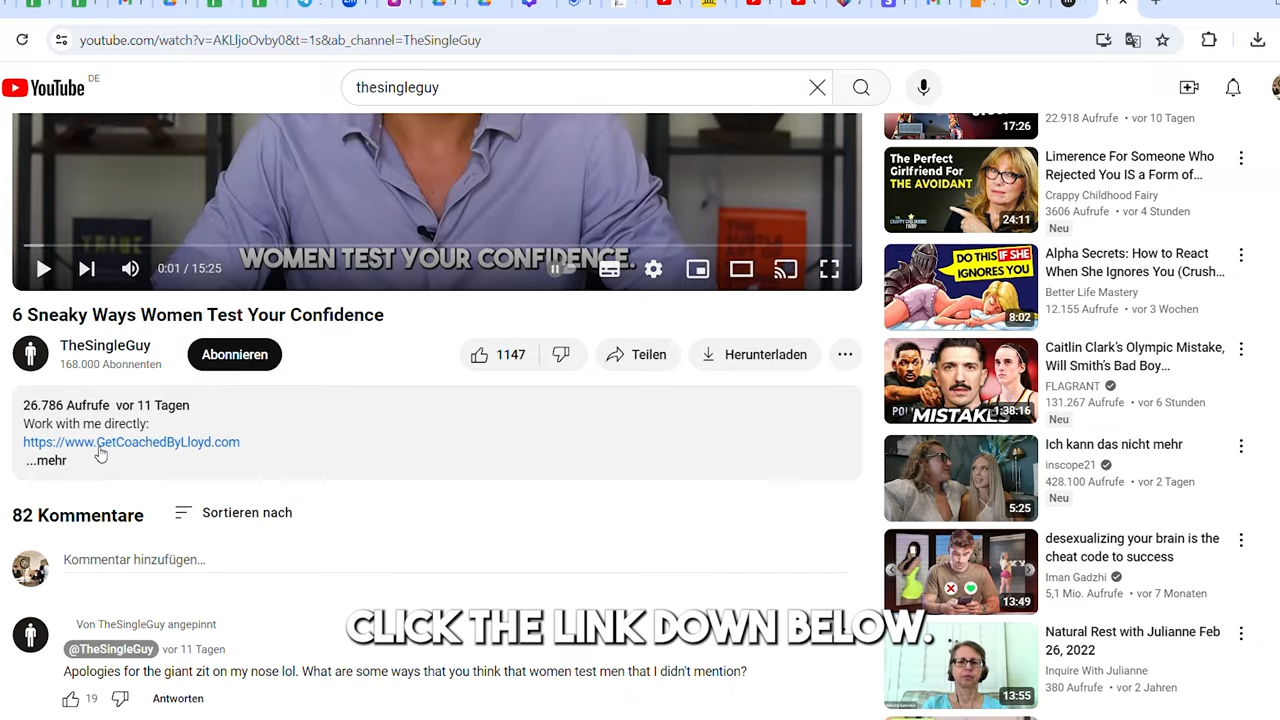 youtube.com/watch?v=AKLljoOvby0&t=1s&ab_channel=TheSingleGuy
YouTube
DE
thesingleguy
WOMEN TEST YOUR CONFIDENCE.
0:01 / 15:25
6 Sneaky Ways Women Test Your Confidence
TheSingleGuy
168.000 Abonnenten
Abonnieren
1147
Teilen
Herunterladen
26.786 Aufrufe vor 11 Tagen
Work with me directly:
https://www.GetCoachedByLloyd.com
...mehr
82 Kommentare
Sortieren nach
Kommentar hinzufügen...
CLICK THE LINK DOWN BELOW.
Von TheSingleGuy angepinnt
@TheSingleGuy vor 11 Tagen
Apologies for the giant zit on my nose lol. What are some ways that you think that women test men that I didn't mention?
19
Antworten
17:26
22.918 Aufrufe • vor 10 Tagen
The Perfect
Girlfriend For
THE AVOIDANT
24:11
Limerence For Someone Who
Rejected You IS a Form of...
Crappy Childhood Fairy
3606 Aufrufe • vor 4 Stunden
Neu
DO THIS IF SHE
IGNORES YOU
8:02
Alpha Secrets: How to React
When She Ignores You (Crush...
Better Life Mastery
12.155 Aufrufe • vor 3 Wochen
MISTAKES
1:38:16
Caitlin Clark's Olympic Mistake,
Will Smith's Bad Boy...
FLAGRANT
131.267 Aufrufe • vor 6 Stunden
Neu
5:25
Ich kann das nicht mehr
inscope21
428.100 Aufrufe • vor 2 Tagen
Neu
13:49
desexualizing your brain is the
cheat code to success
Iman Gadzhi
5,1 Mio. Aufrufe • vor 7 Monaten
13:55
Natural Rest with Julianne Feb
26, 2022
Inquire With Julianne
380 Aufrufe • vor 2 Jahren